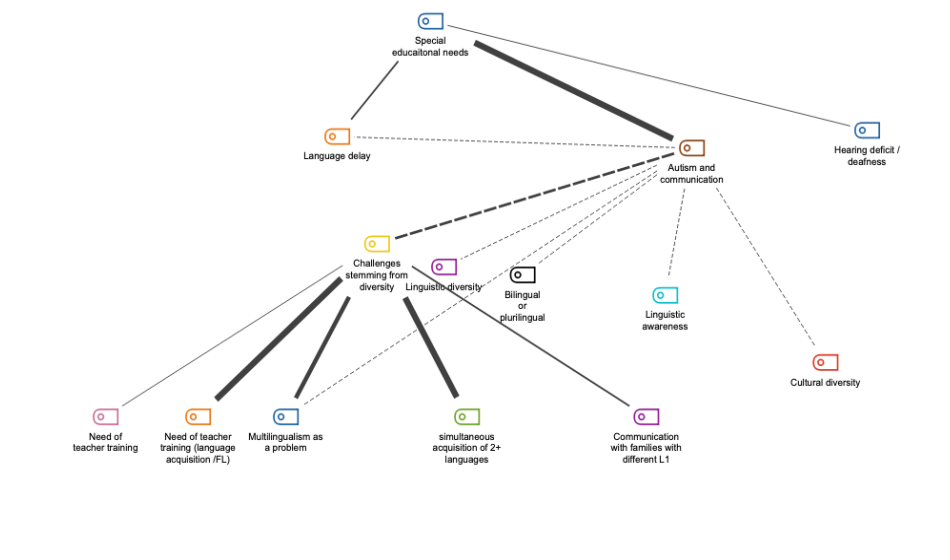 Special
educaitonal needs
Language delay
Hearing deficit /
deafness
Autism and
communication
Challenges
stemming from
diversity
Linguistic diversity
Bilingual
or
plurilingual
Linguistic
awareness
Cultural diversity
Need of
teacher training
Need of teacher
training (language
acquisition /FL)
Multilingualism as
a problem
simultaneous
acquisition of 2+
languages
Communication
with families with
different L1